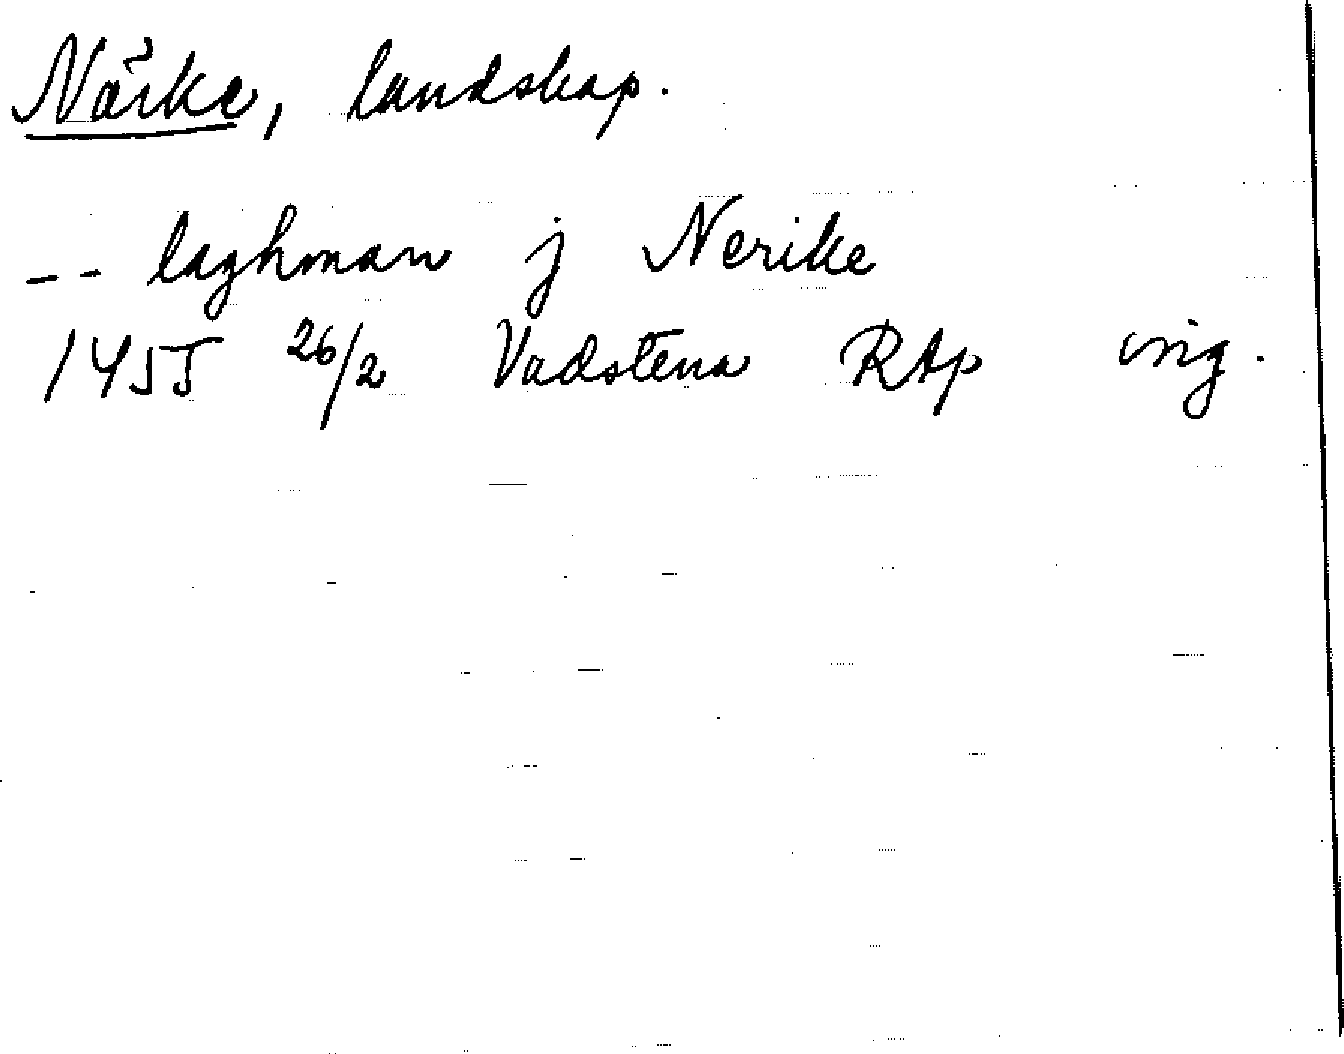 Närke, landskap.
-- laghman j Nerike
1455 26/2 Vadstena RAp orig.